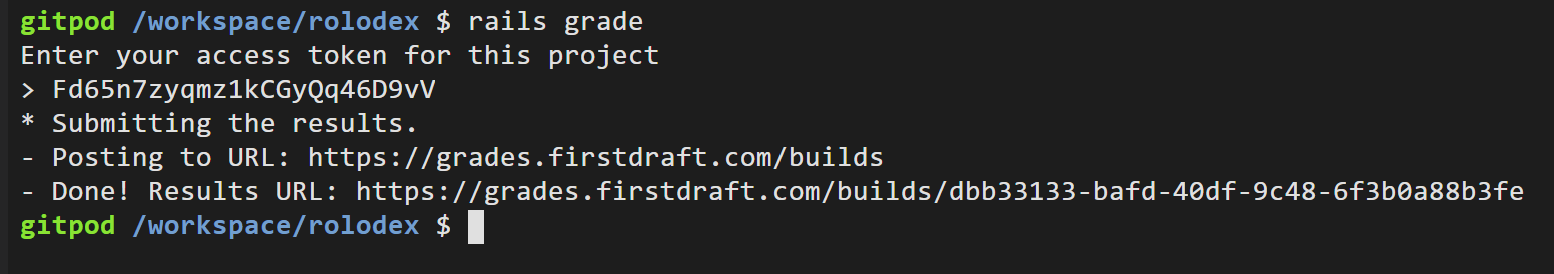 gitpod /workspace/rolodex $ rails grade
Enter your access token for this project
> Fd65n7zyqmz1kCGyQq46D9vV
* Submitting the results.
- Posting to URL: https://grades.firstdraft.com/builds
- Done! Results URL: https://grades.firstdraft.com/builds/dbb33133-bafd-40df-9c48-6f3b0a88b3fe
gitpod /workspace/rolodex $